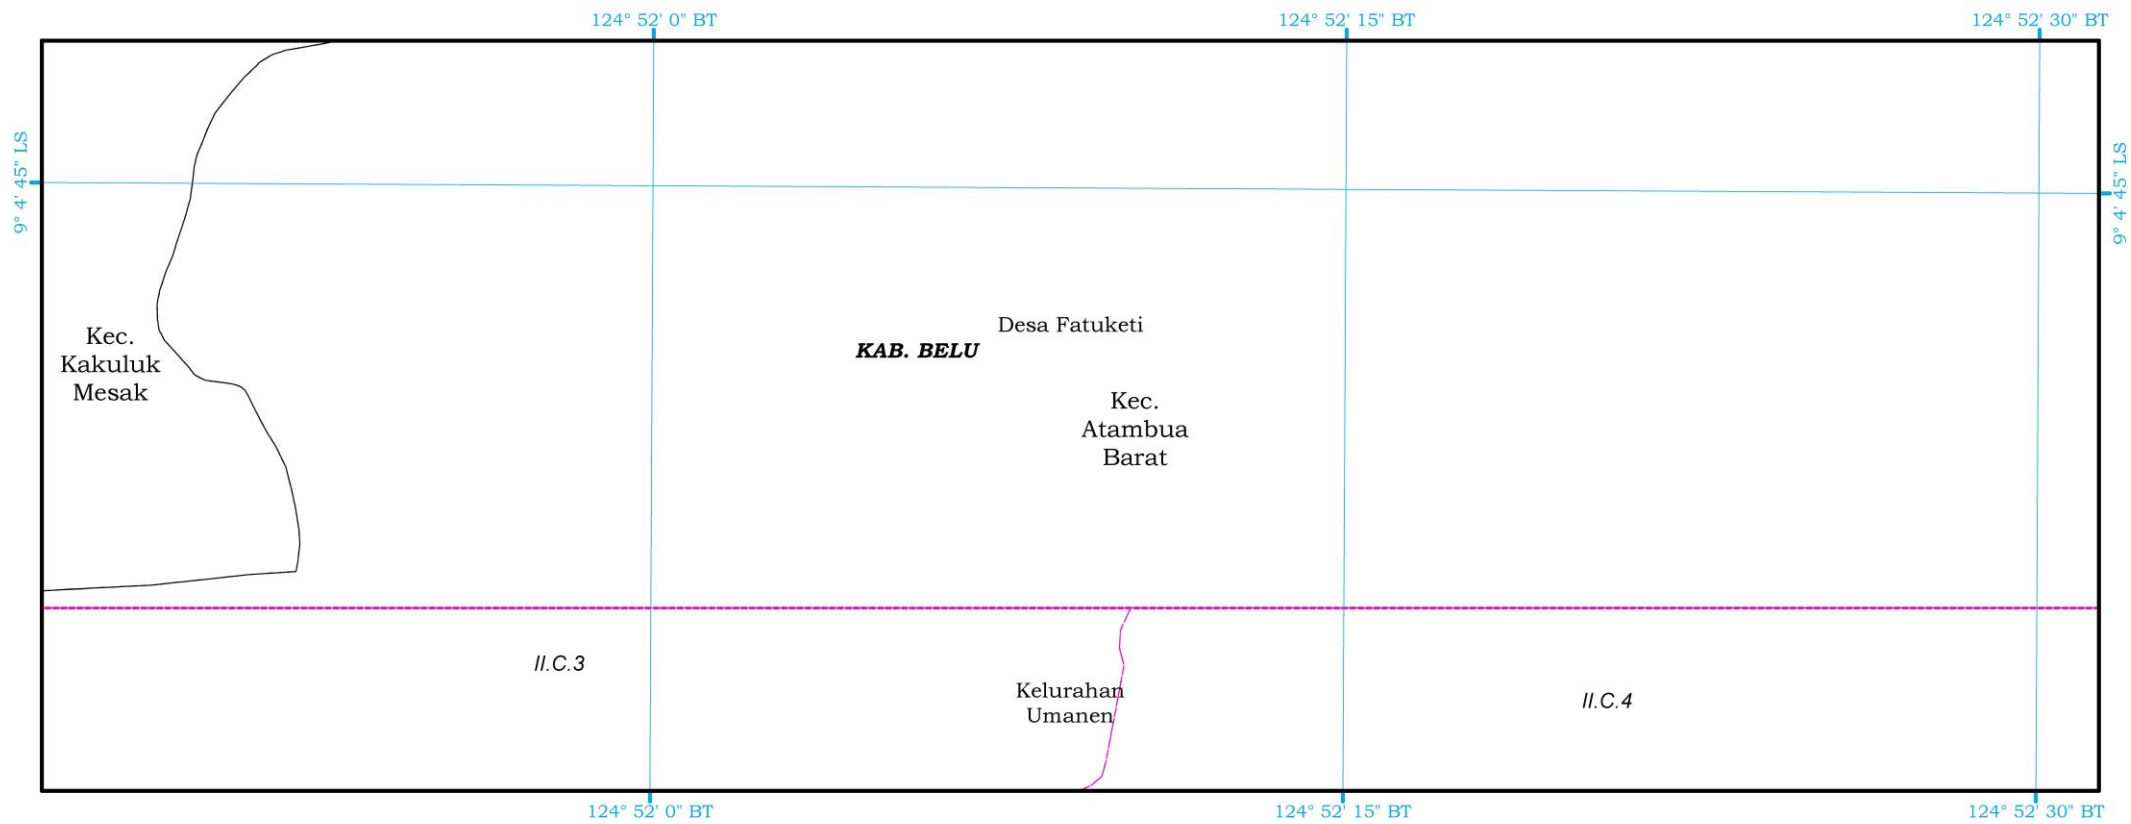 124° 52' 0" BT
124° 52' 15" BT
124° 52' 30" BT
9° 4' 45" LS
9° 4' 45" LS
Desa Fatuketi
KAB. BELU
Kec.
Kakuluk
Mesak
Kec.
Atambua
Barat
II.C.3
Kelurahan
Umanen
II.C.4
124° 52' 0" BT
124° 52' 15" BT
124° 52' 30" BT